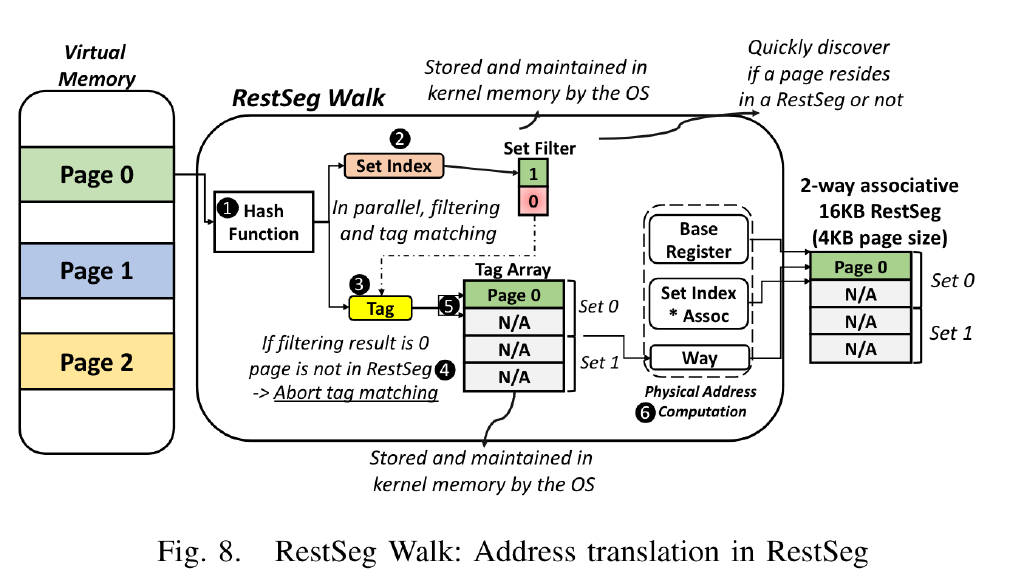 Virtual
Memory
Page 0
Page 1
Page 2
RestSeg Walk
Stored and maintained in
kernel memory by the OS
Quickly discover
if a page resides
in a RestSeg or not
❶ Hash
Function
❷
Set Index
Set Filter
1
0
In parallel, filtering
and tag matching
❸
Tag
❺
Tag Array
Page 0
N/A
N/A
N/A
Set 0
Set 1
If filtering result is 0
page is not in RestSeg ❹
-> Abort tag matching
Stored and maintained in
kernel memory by the OS
Base
Register
Set Index
* Assoc
Way
Physical Address
❻ Computation
2-way associative
16KB RestSeg
(4KB page size)
Page 0
N/A
N/A
N/A
Set 0
Set 1
Fig. 8. RestSeg Walk: Address translation in RestSeg